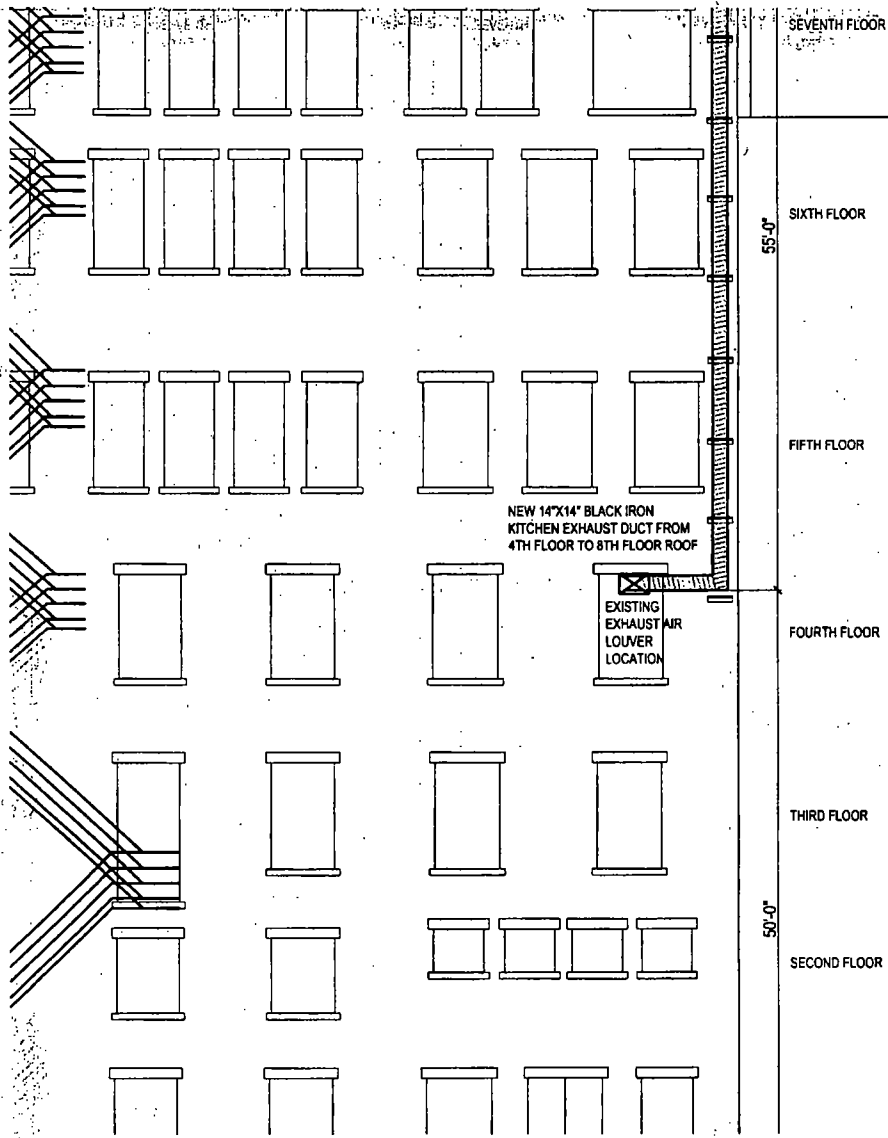 SEVENTH FLOOR
SIXTH FLOOR
55'-0"
FIFTH FLOOR
NEW 14"X14" BLACK IRON
KITCHEN EXHAUST DUCT FROM
4TH FLOOR TO 8TH FLOOR ROOF
EXISTING
EXHAUST AIR
LOUVER
LOCATION
FOURTH FLOOR
THIRD FLOOR
50'-0"
SECOND FLOOR